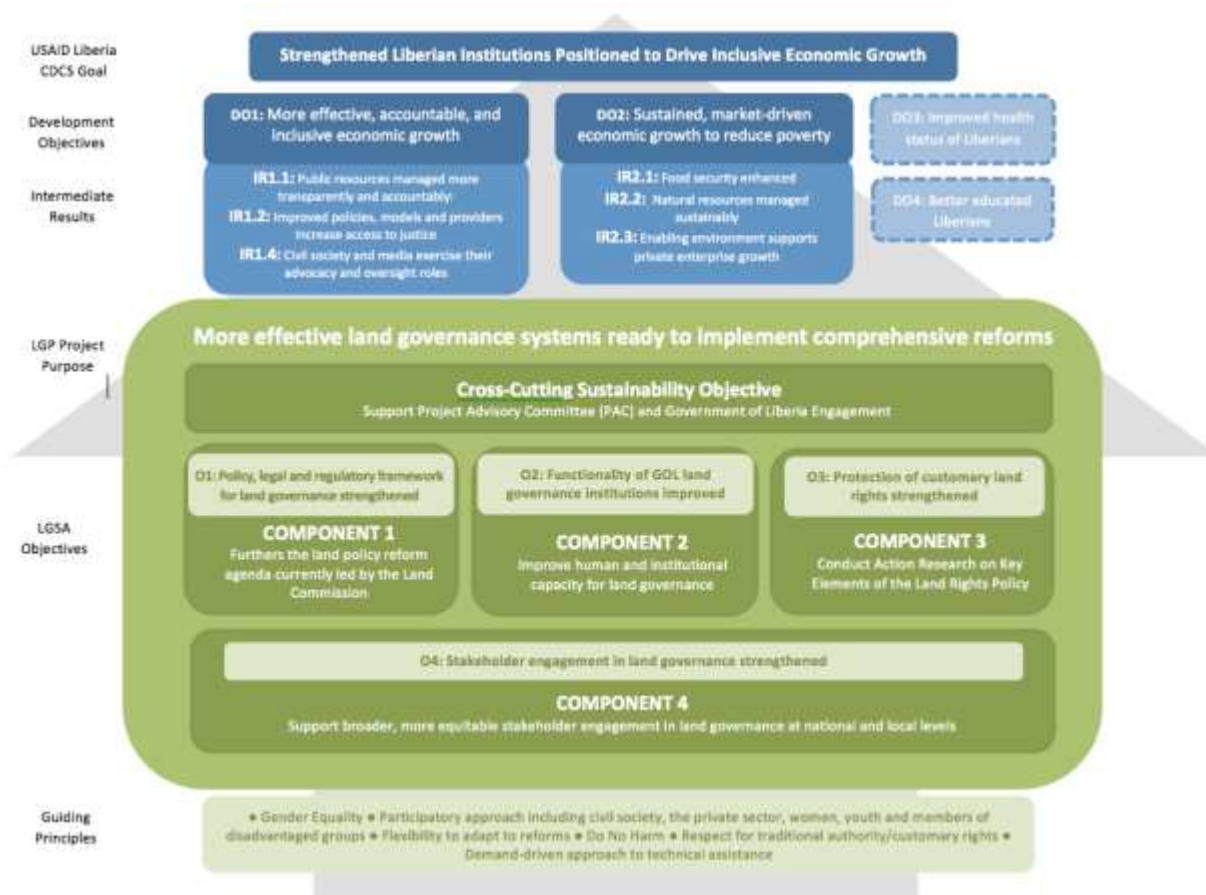 USAID Liberia
CDCS Goal
Strengthened Liberian Institutions Positioned to Drive Inclusive Economic Growth
Development
Objectives
DO1: More effective, accountable, and
inclusive economic growth
DO2: Sustained, market-driven
economic growth to reduce poverty
DO3: Improved health
status of Liberians
Intermediate
Results
IR1.1: Public resources managed more
transparently and accountably;
IR1.2: Improved policies, models and providers
increase access to justice
IR1.4: Civil society and media exercise their
advocacy and oversight roles
IR2.1: Food security enhanced
IR2.2: Natural resources managed
sustainably
IR2.3: Enabling environment supports
private enterprise growth
DO4: Better educated
Liberians
LGP Project
Purpose
More effective land governance systems ready to implement comprehensive reforms
Cross-Cutting Sustainability Objective
Support Project Advisory Committee (PAC) and Government of Liberia Engagement
LGSA
Objectives
O1: Policy, legal and regulatory framework
for land governance strengthened
COMPONENT 1
Furthers the land policy reform
agenda currently led by the Land
Commission
O2: Functionality of GOL land
governance institutions improved
COMPONENT 2
Improve human and institutional
capacity for land governance
O3: Protection of customary land
rights strengthened
COMPONENT 3
Conduct Action Research on Key
Elements of the Land Rights Policy
O4: Stakeholder engagement in land governance strengthened
COMPONENT 4
Support broader, more equitable stakeholder engagement in land governance at national and local levels
Guiding
Principles
● Gender Equality ● Participatory approach including civil society, the private sector, women, youth and members of
disadvantaged groups ● Flexibility to adapt to reforms ● Do No Harm ● Respect for traditional authority/customary rights ●
Demand-driven approach to technical assistance